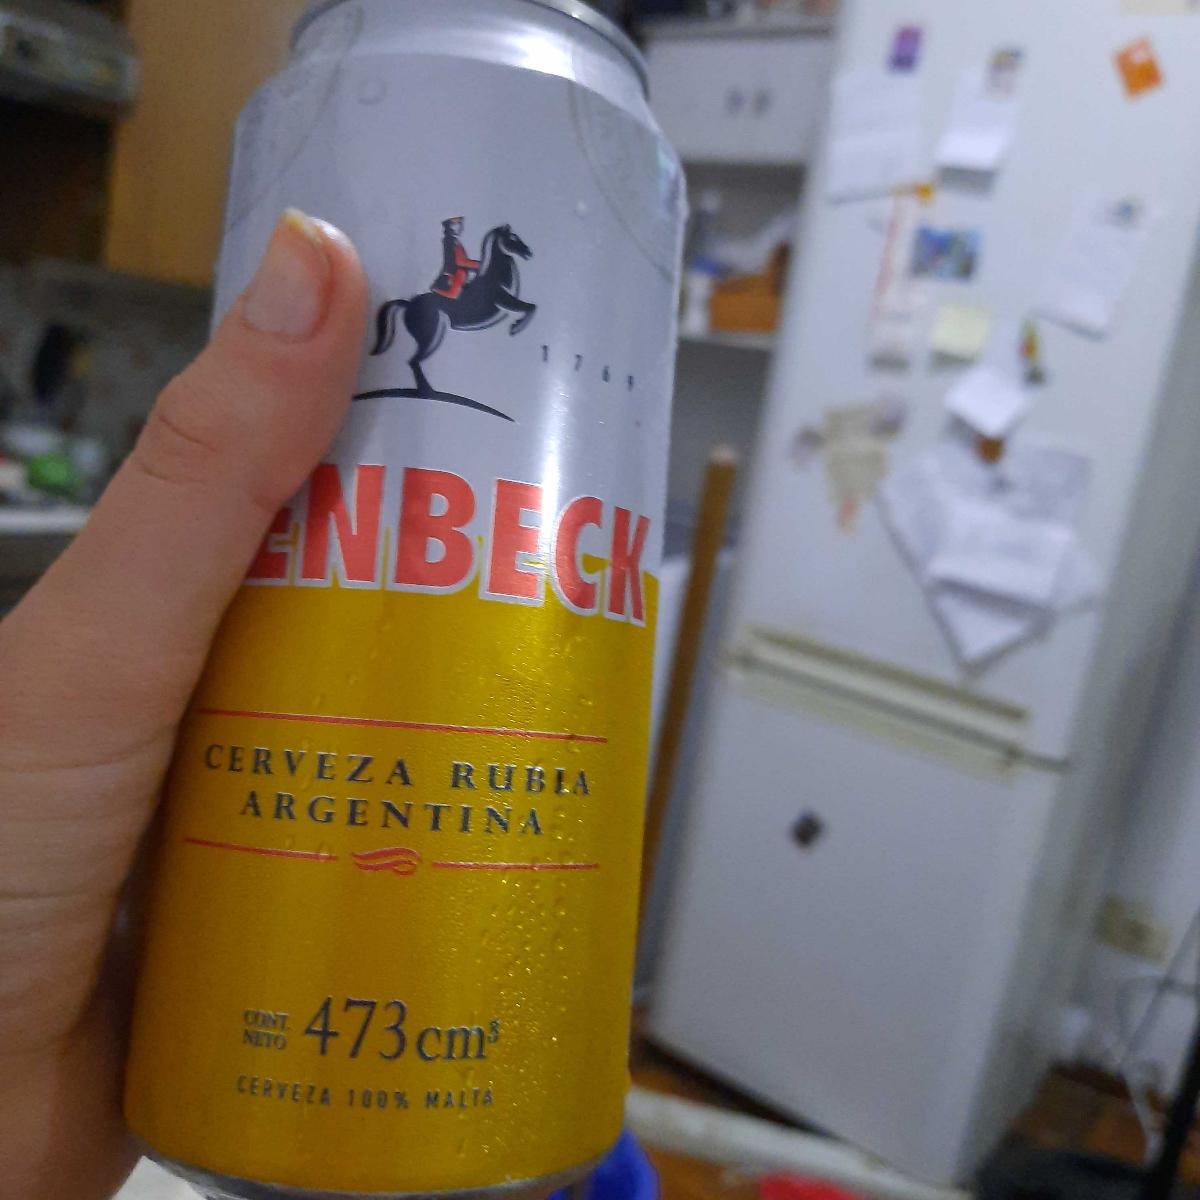 1769
ENBECK
CERVEZA RUBIA
ARGENTINA
CONT.
NETO 473 cm³
CERVEZA 100% MALTA